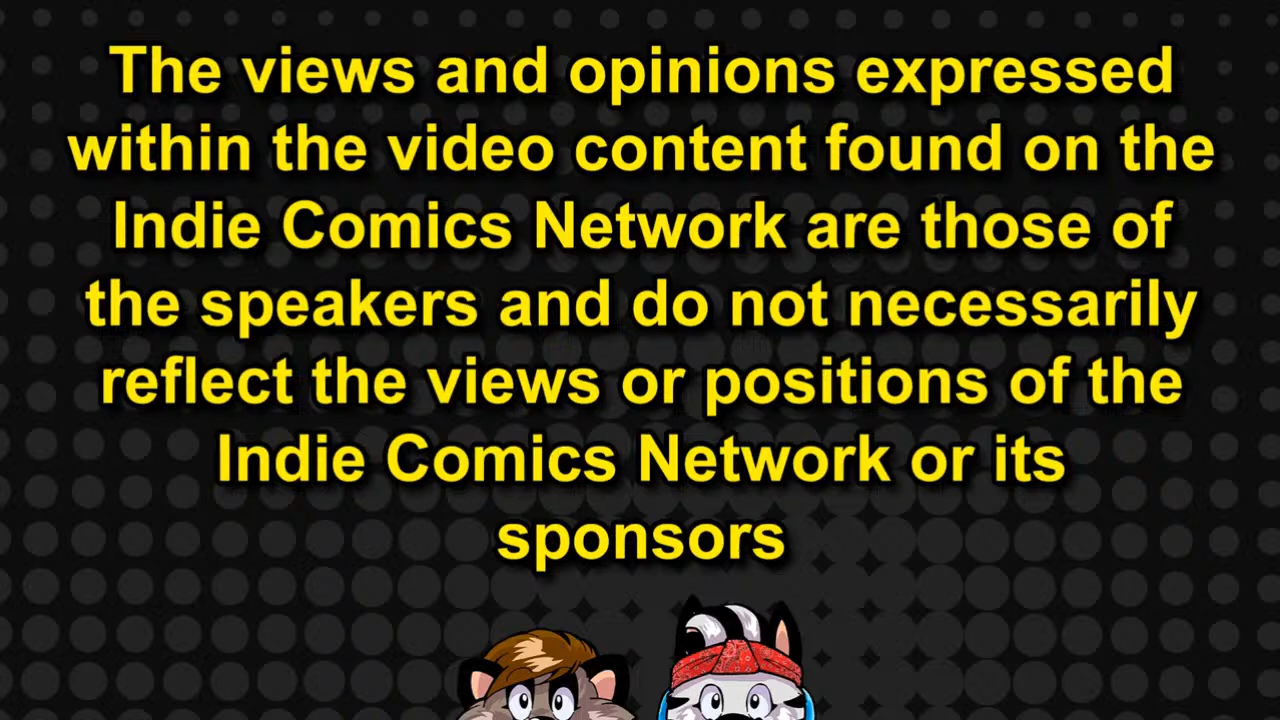 The views and opinions expressed
within the video content found on the
Indie Comics Network are those of
the speakers and do not necessarily
reflect the views or positions of the
Indie Comics Network or its
sponsors